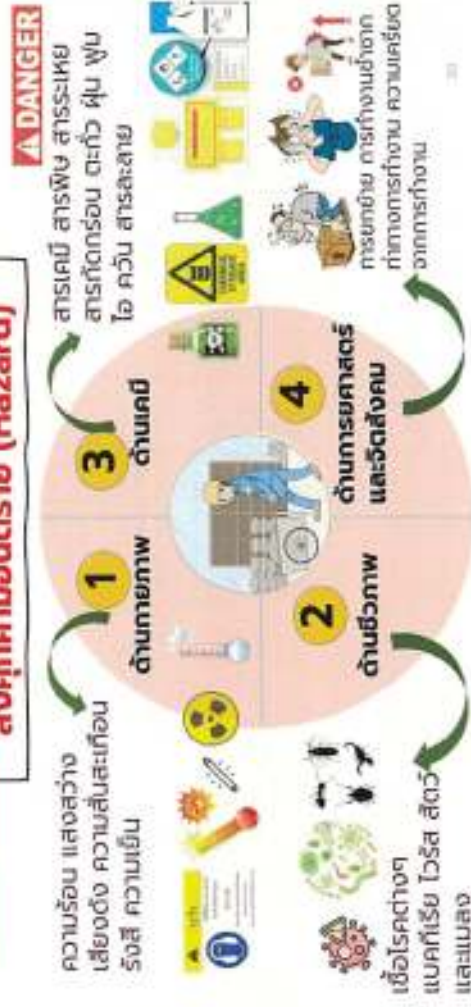 สิ่งคุกคามอันตราย (Hazard)
ความร้อน แสงสว่าง
เสียงดัง ความสั่นสะเทือน
รังสี ความเย็น
1
ด้านกายภาพ
3
ด้านเคมี
DANGER
สารเคมี สารพิษ สารระเหย
สารกัดกร่อน ตะกั่ว ฝุ่น ฟูม
ไอ ควัน สารละลาย
2
ด้านชีวภาพ
เชื้อโรคต่างๆ
แบคทีเรีย ไวรัส สัตว์
และแมลง
4
ด้านการยศาสตร์
และจิตสังคม
การยกย้าย การทำงานซ้ำซาก
ท่าทางการทำงาน ความเครียด
จากการทำงาน